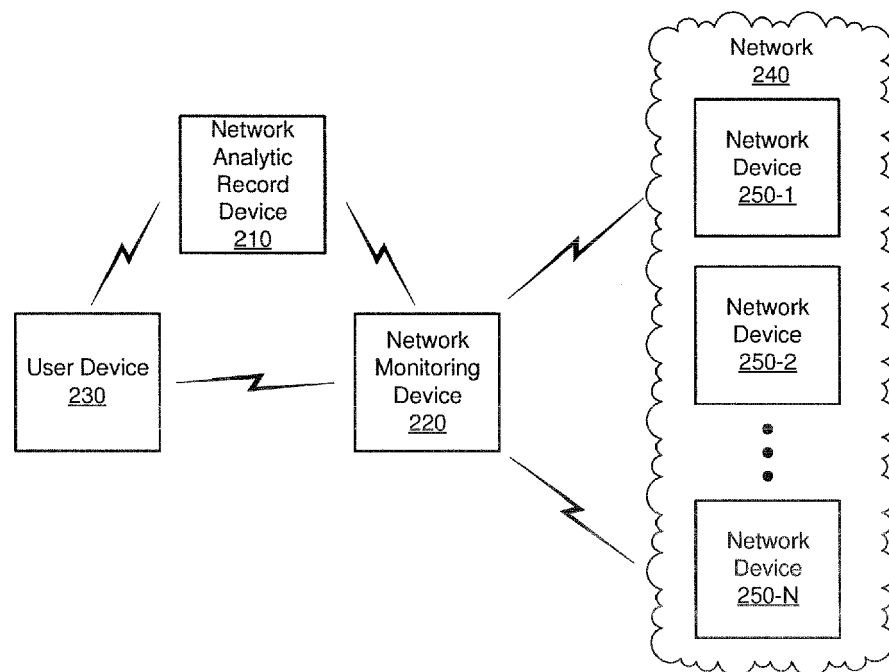 Network
240
Network
Analytic
Record
Device
210
User Device
230
Network
Monitoring
Device
220
Network
Device
250-1
Network
Device
250-2
Network
Device
250-N